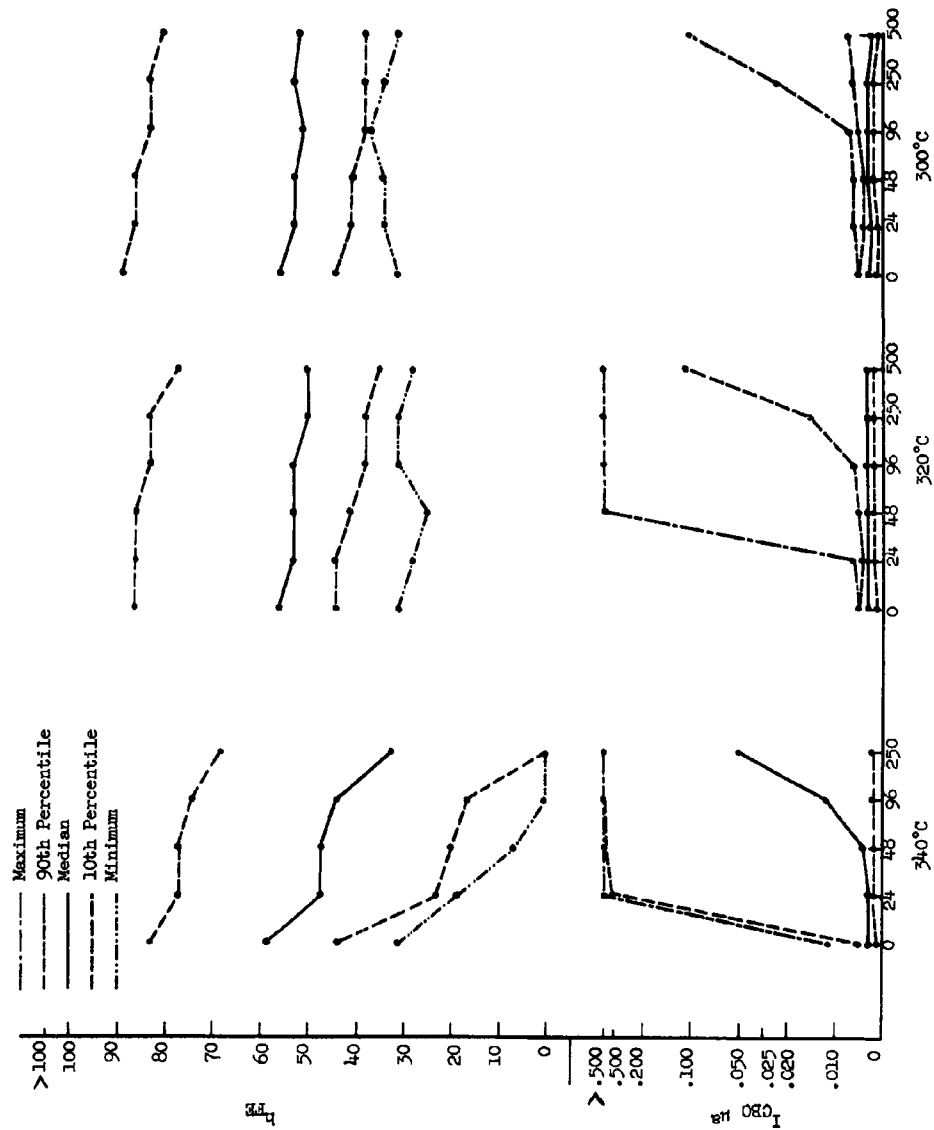 Maximum
90th Percentile
Median
10th Percentile
Minimum
>100
100
90
80
70
60
50
40
30
20
10
0
hFE
>.500
.500
.200
.100
.050
.025
.020
.010
0
ICBO μa
0 24 48 96 250
340°C
0 24 48 96 250 500
320°C
0 24 48 96 250 500
300°C